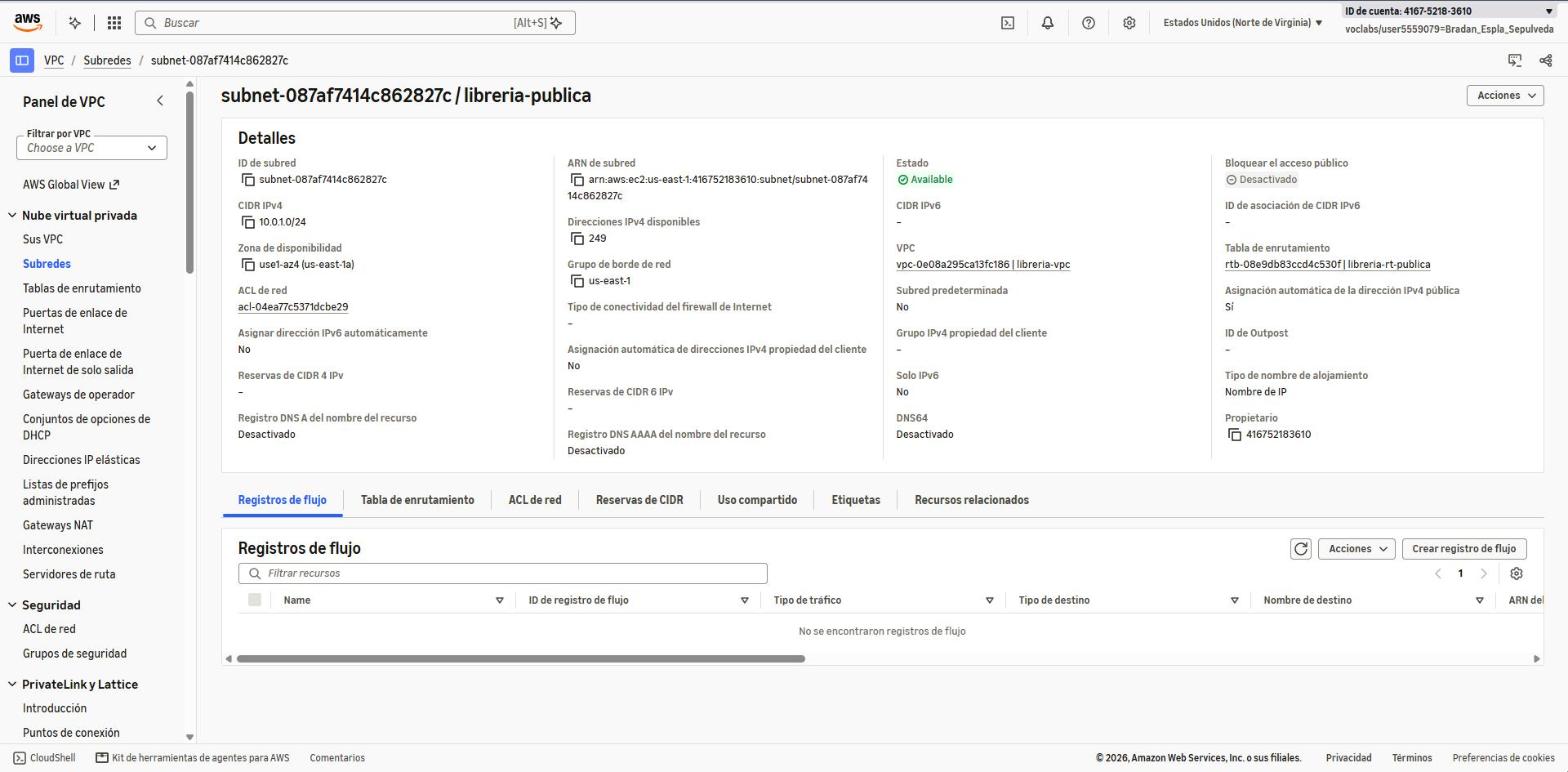 aws
Buscar
[Alt+S]
Estados Unidos (Norte de Virginia)
ID de cuenta: 4167-5218-3610
voclabs/user5559079=Bradan_Espla_Sepulveda
VPC / Subredes / subnet-087af7414c862827c
Panel de VPC
Filtrar por VPC
Choose a VPC
AWS Global View
Nube virtual privada
Sus VPC
Subredes
Tablas de enrutamiento
Puertas de enlace de
Internet
Puerta de enlace de
Internet de solo salida
Gateways de operador
Conjuntos de opciones de
DHCP
Direcciones IP elásticas
Listas de prefijos
administradas
Gateways NAT
Interconexiones
Servidores de ruta
Seguridad
ACL de red
Grupos de seguridad
PrivateLink y Lattice
Introducción
Puntos de conexión
subnet-087af7414c862827c / libreria-publica
Acciones
Detalles
ID de subred
subnet-087af7414c862827c
CIDR IPv4
10.0.1.0/24
Zona de disponibilidad
use1-az4 (us-east-1a)
ACL de red
acl-04ea77c5371dcbe29
Asignar dirección IPv6 automáticamente
No
Reservas de CIDR 4 IPv
–
Registro DNS A del nombre del recurso
Desactivado
ARN de subred
arn:aws:ec2:us-east-1:416752183610:subnet/subnet-087af74
14c862827c
Direcciones IPv4 disponibles
249
Grupo de borde de red
us-east-1
Tipo de conectividad del firewall de Internet
–
Asignación automática de direcciones IPv4 propiedad del cliente
No
Reservas de CIDR 6 IPv
–
Registro DNS AAAA del nombre del recurso
Desactivado
Estado
Available
CIDR IPv6
–
VPC
vpc-0e08a295ca13fc186 | libreria-vpc
Subred predeterminada
No
Grupo IPv4 propiedad del cliente
–
Solo IPv6
No
DNS64
Desactivado
Bloquear el acceso público
Desactivado
ID de asociación de CIDR IPv6
–
Tabla de enrutamiento
rtb-08e9db83ccd4c530f | libreria-rt-publica
Asignación automática de la dirección IPv4 pública
Sí
ID de Outpost
–
Tipo de nombre de alojamiento
Nombre de IP
Propietario
416752183610
Registros de flujo
Tabla de enrutamiento
ACL de red
Reservas de CIDR
Uso compartido
Etiquetas
Recursos relacionados
Registros de flujo
Acciones
Crear registro de flujo
Filtrar recursos
1
Name
ID de registro de flujo
Tipo de tráfico
Tipo de destino
Nombre de destino
ARN del
No se encontraron registros de flujo
CloudShell
Kit de herramientas de agentes para AWS
Comentarios
© 2026, Amazon Web Services, Inc. o sus filiales.
Privacidad
Términos
Preferencias de cookies